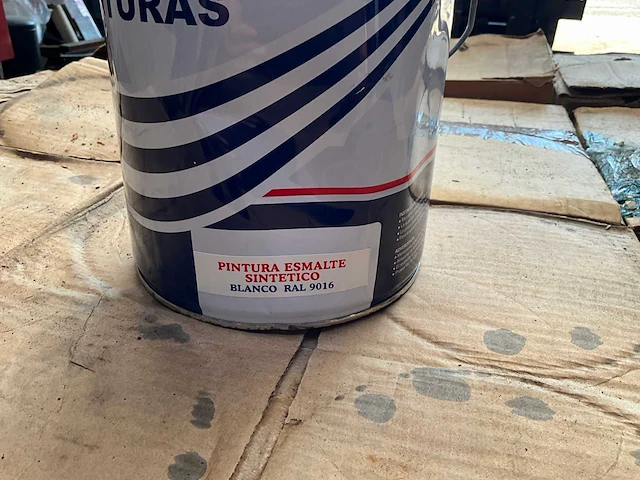 TURAS
PINTURA ESMALTE
SINTETICO
BLANCO RAL 9016